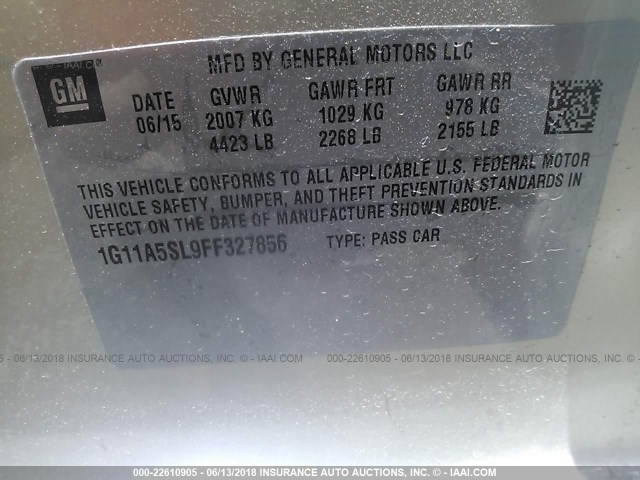 MFD BY GENERAL MOTORS LLC
GM
DATE GVWR GAWR FRT GAWR RR
06/15 2007 KG 1029 KG 978 KG
4423 LB 2268 LB 2155 LB
THIS VEHICLE CONFORMS TO ALL APPLICABLE U.S. FEDERAL MOTOR
VEHICLE SAFETY, BUMPER, AND THEFT PREVENTION STANDARDS IN
EFFECT ON THE DATE OF MANUFACTURE SHOWN ABOVE.
1G11A5SL9FF327856 TYPE: PASS CAR
- 06/13/2018 INSURANCE AUTO AUCTIONS, INC. © - IAAI.COM 000-22610905 - 06/13/2018 INSURANCE AUTO AUCTIONS, INC. © - IAAI.COM
000-22610905 - 06/13/2018 INSURANCE AUTO AUCTIONS, INC. © - IAAI.COM